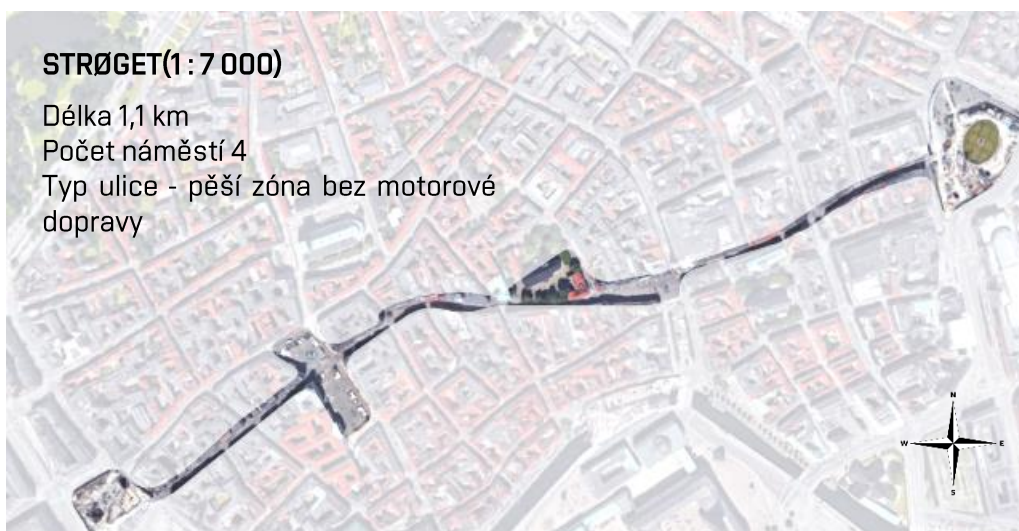 STRØGET(1 : 7 000)
Délka 1,1 km
Počet náměstí 4
Typ ulice - pěší zóna bez motorové
dopravy
N
W
E
S